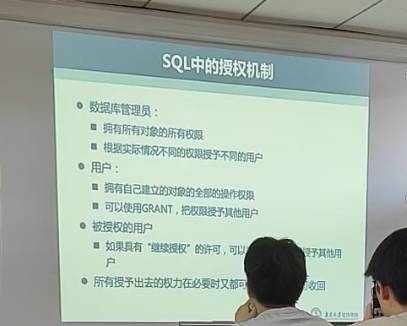 SQL中的授权机制
数据库管理员：
拥有所有对象的所有权限
根据实际情况不同的权限授予不同的用户
用户：
拥有自己建立的对象的全部的操作权限
可以使用GRANT，把权限授予其他用户
被授权的用户
如果具有“继续授权”的许可，可以 授予其他用
户
所有授予出去的权力在必要时又都可 收回